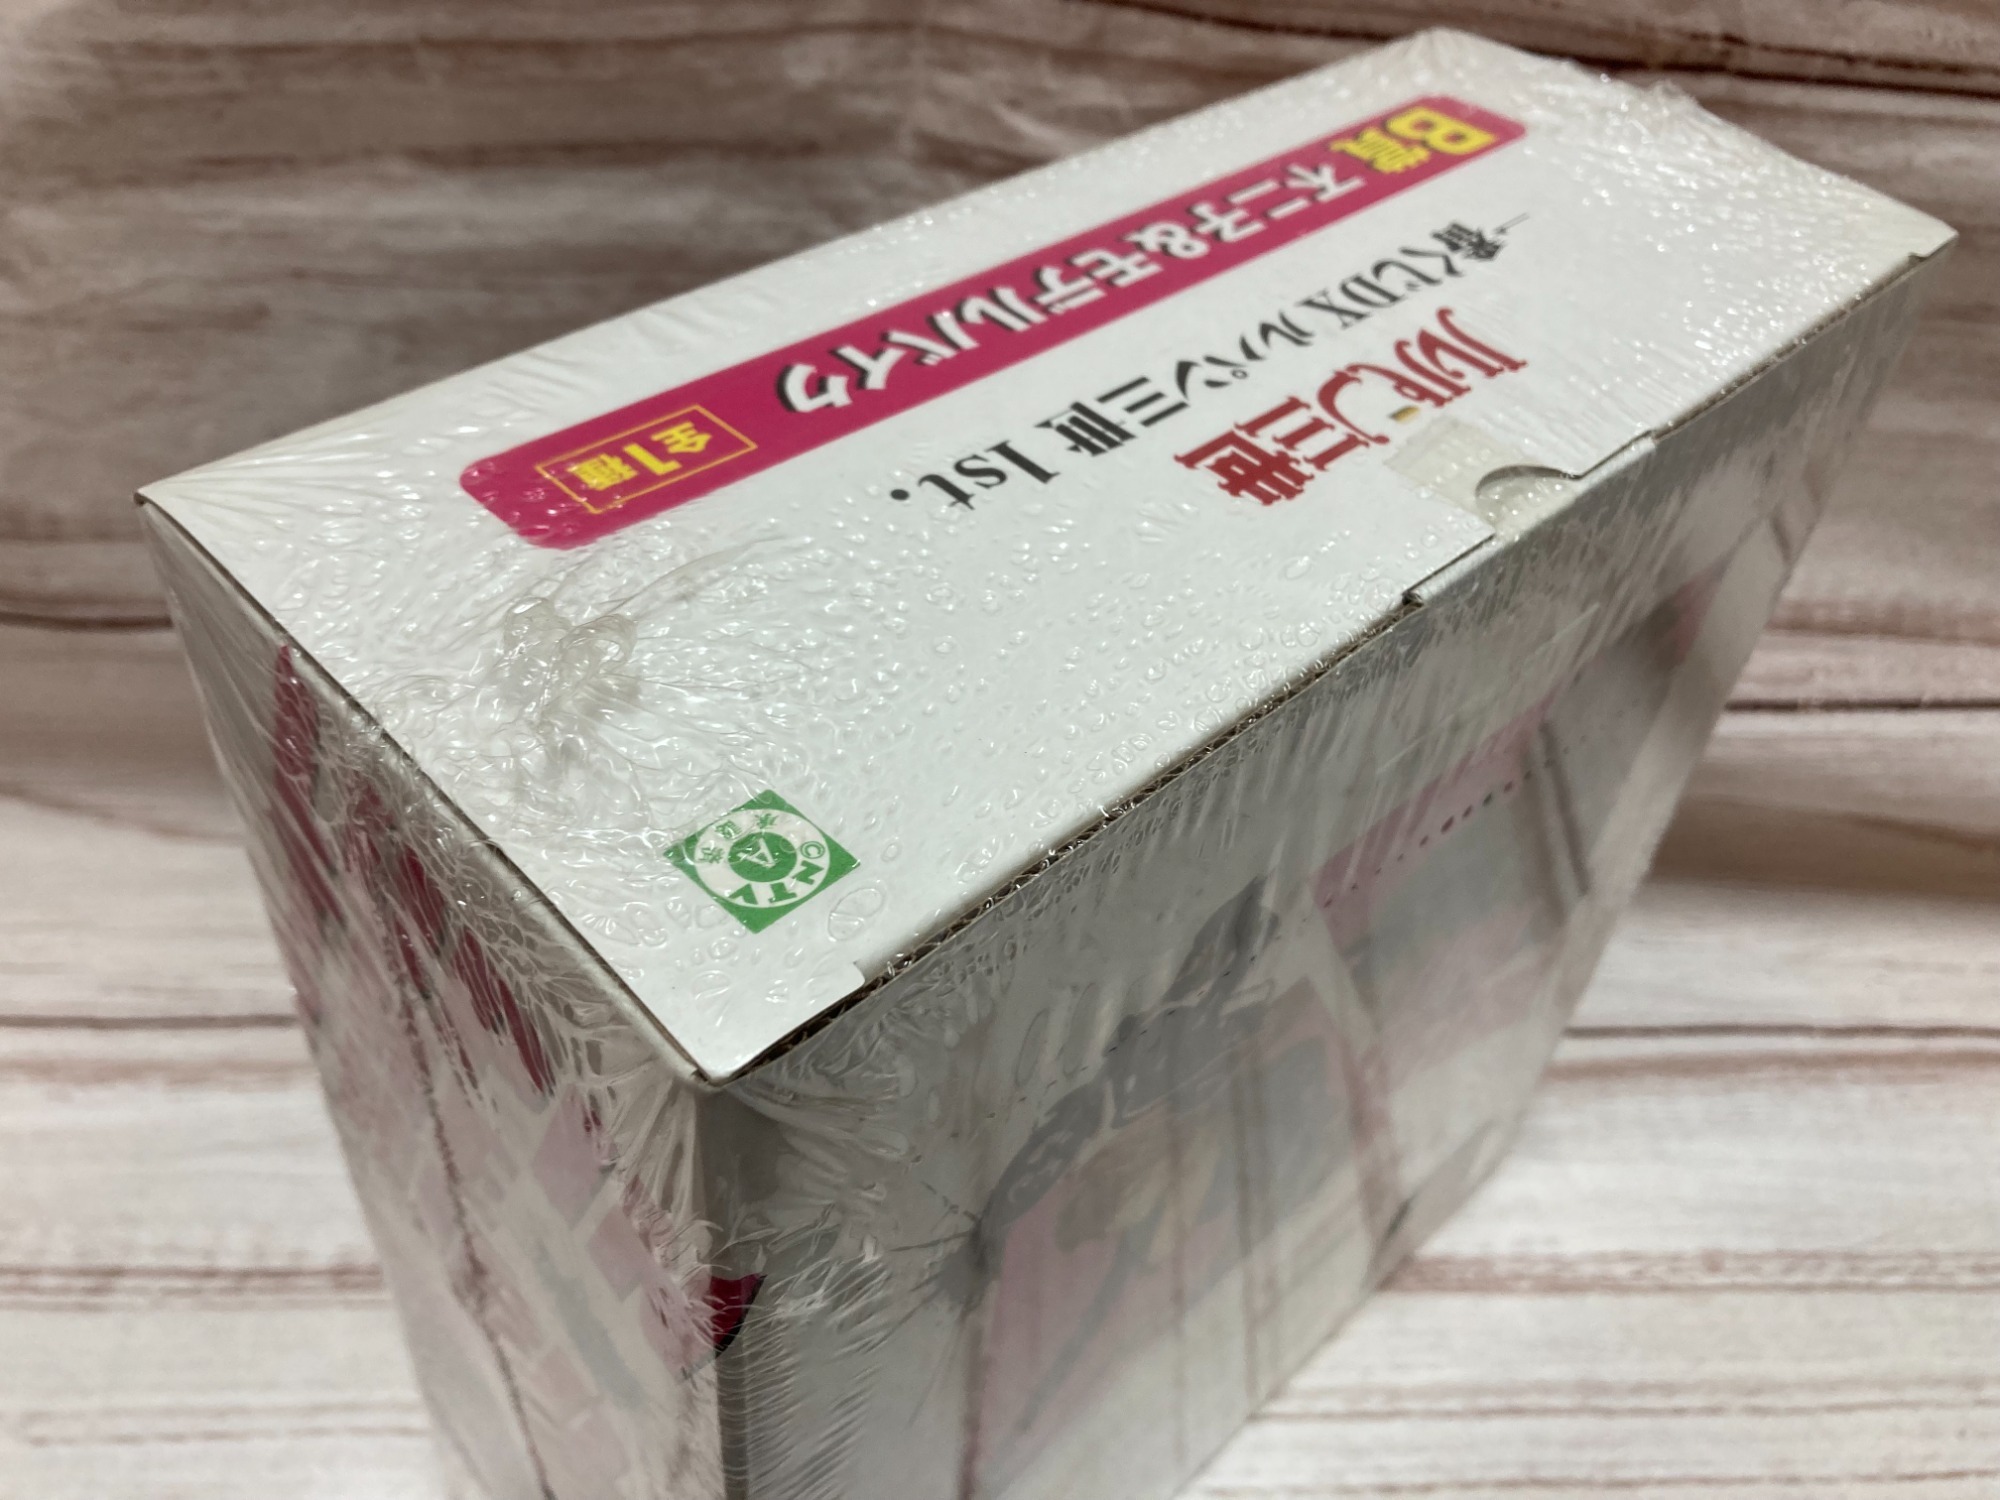 ルパン三世
一番くじDX ルパン三世 1st.
B賞 不二子&モデルバイク 全1種
©NTV
A